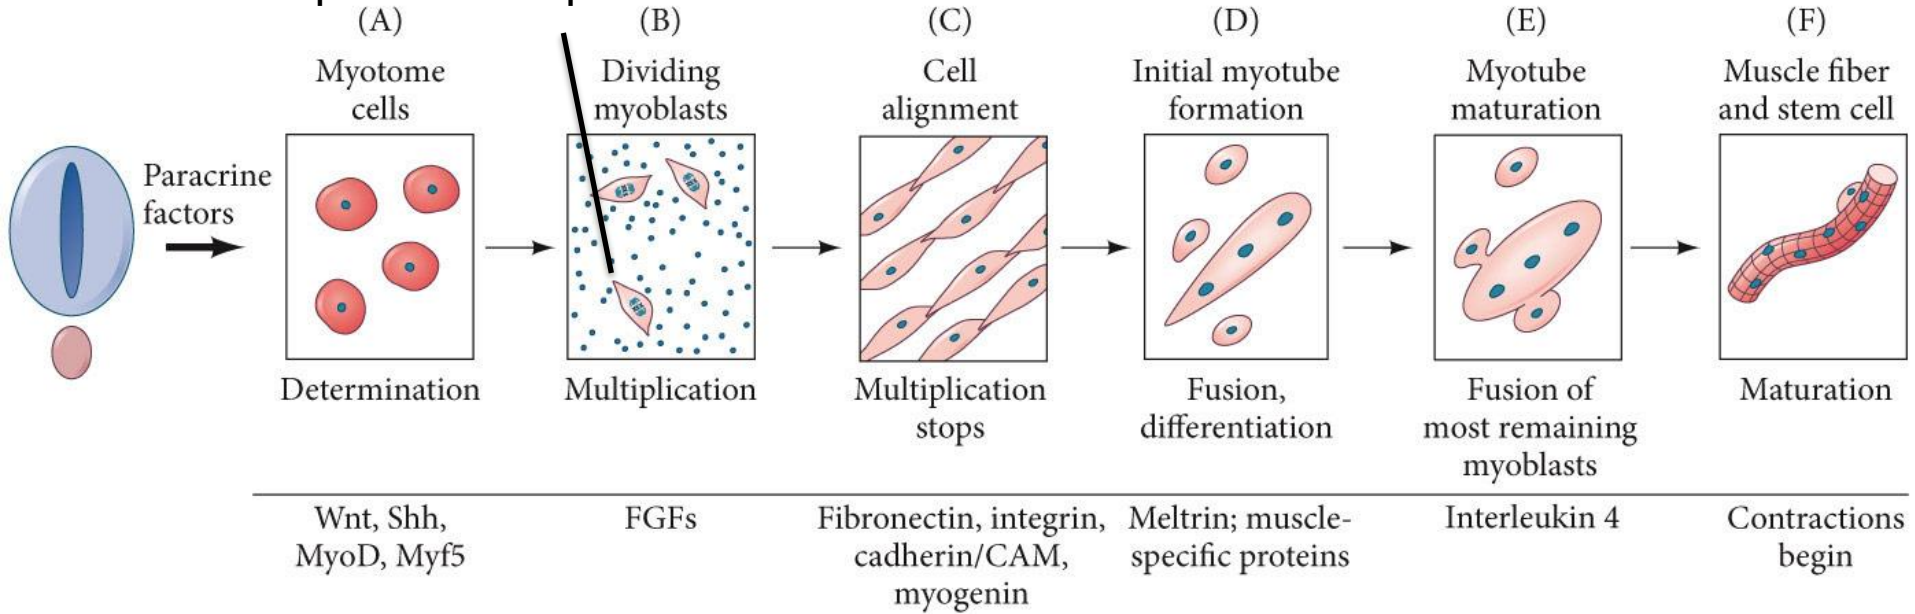 (A)
Myotome
cells
(B)
Dividing
myoblasts
(C)
Cell
alignment
(D)
Initial myotube
formation
(E)
Myotube
maturation
(F)
Muscle fiber
and stem cell
Paracrine
factors
Determination
Multiplication
Multiplication
stops
Fusion,
differentiation
Fusion of
most remaining
myoblasts
Maturation
Wnt, Shh,
MyoD, Myf5
FGFs
Fibronectin, integrin,
cadherin/CAM,
myogenin
Meltrin; muscle-
specific proteins
Interleukin 4
Contractions
begin